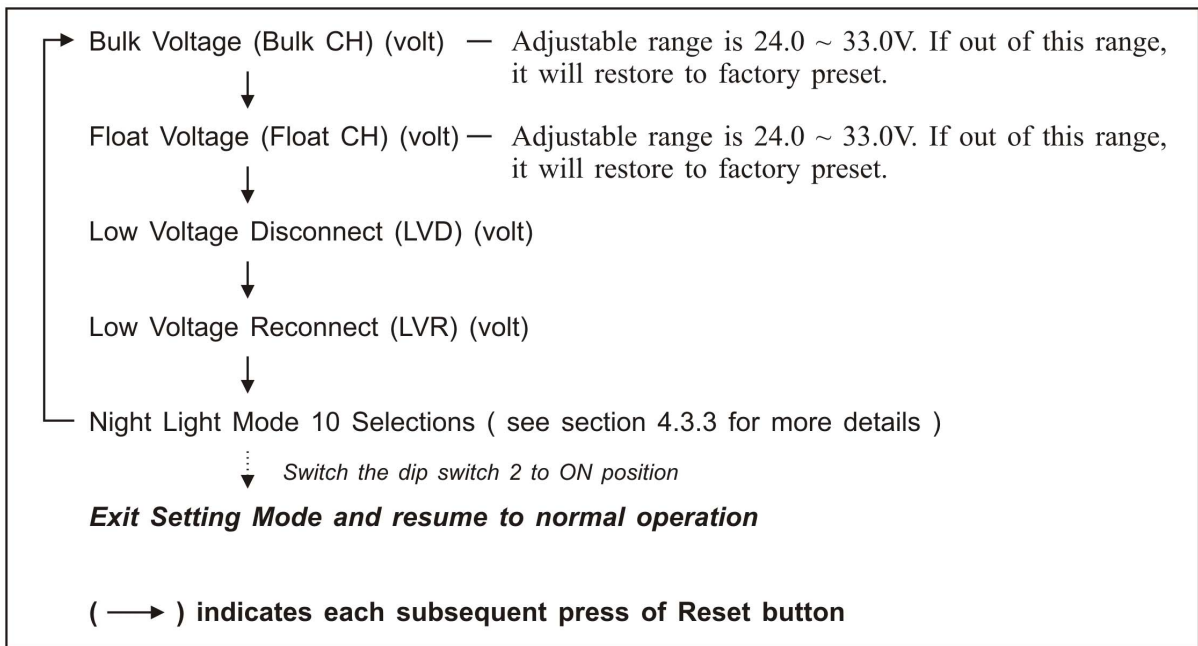 Bulk Voltage (Bulk CH) (volt) — Adjustable range is 24.0 ~ 33.0V. If out of this range,
it will restore to factory preset.
Float Voltage (Float CH) (volt) — Adjustable range is 24.0 ~ 33.0V. If out of this range,
it will restore to factory preset.
Low Voltage Disconnect (LVD) (volt)
Low Voltage Reconnect (LVR) (volt)
Night Light Mode 10 Selections ( see section 4.3.3 for more details )
Switch the dip switch 2 to ON position
Exit Setting Mode and resume to normal operation
( ⟶ ) indicates each subsequent press of Reset button